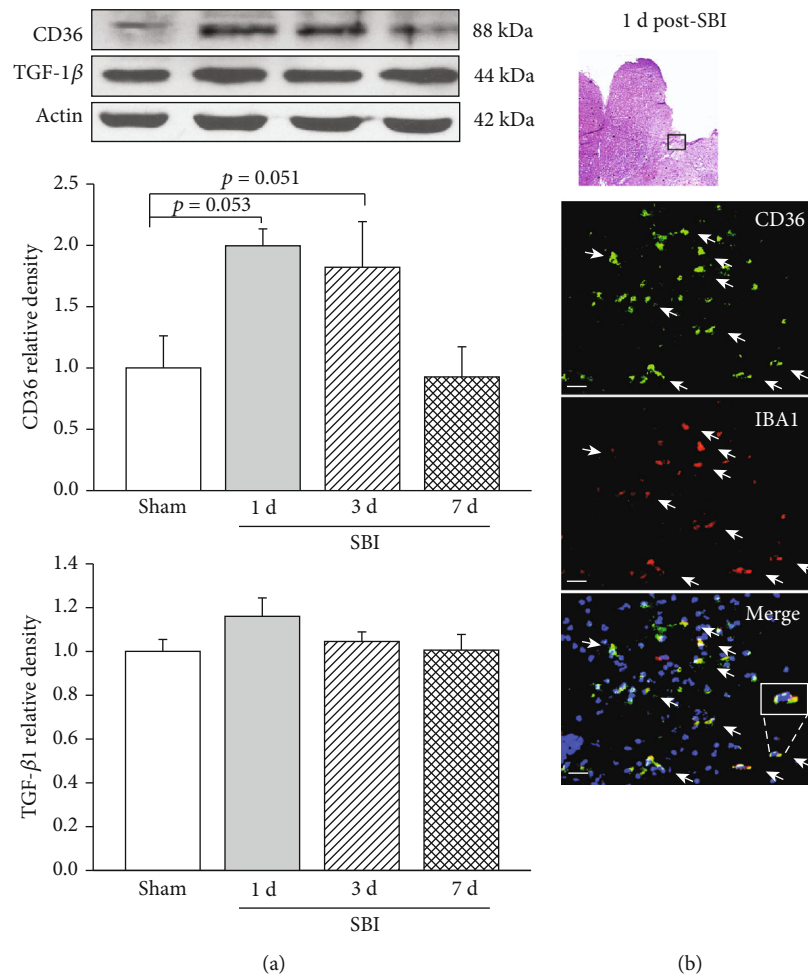 CD36
88 kDa
TGF-1β
44 kDa
Actin
42 kDa
p = 0.051
p = 0.053
CD36 relative density
2.5
2.0
1.5
1.0
0.5
0.0
Sham
1 d
3 d
7 d
SBI
TGF-β1 relative density
1.4
1.2
1.0
0.8
0.6
0.4
0.2
0.0
Sham
1 d
3 d
7 d
SBI
(a)
1 d post-SBI
CD36
IBA1
Merge
(b)